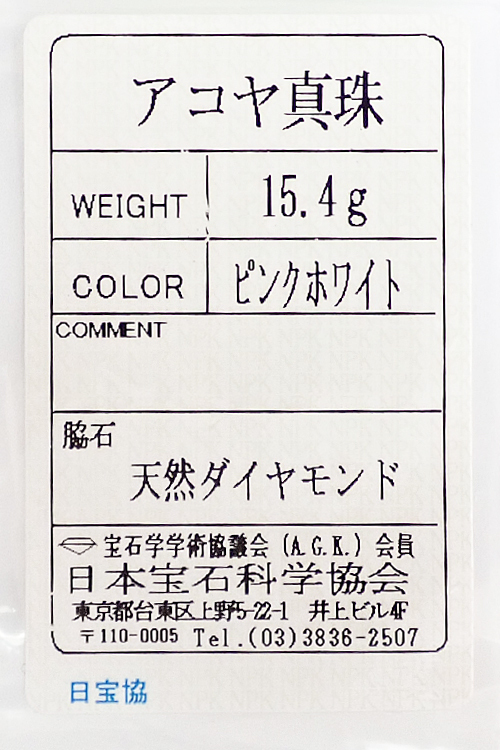 アコヤ真珠
WEIGHT 15.4g
COLOR ピンクホワイト
COMMENT
脇石
天然ダイヤモンド
宝石学学術協議会(A.G.K.)会員
日本宝石科学協会
東京都台東区上野5-22-1 井上ビル4F
〒110-0005 Tel.(03)3836-2507
日宝協